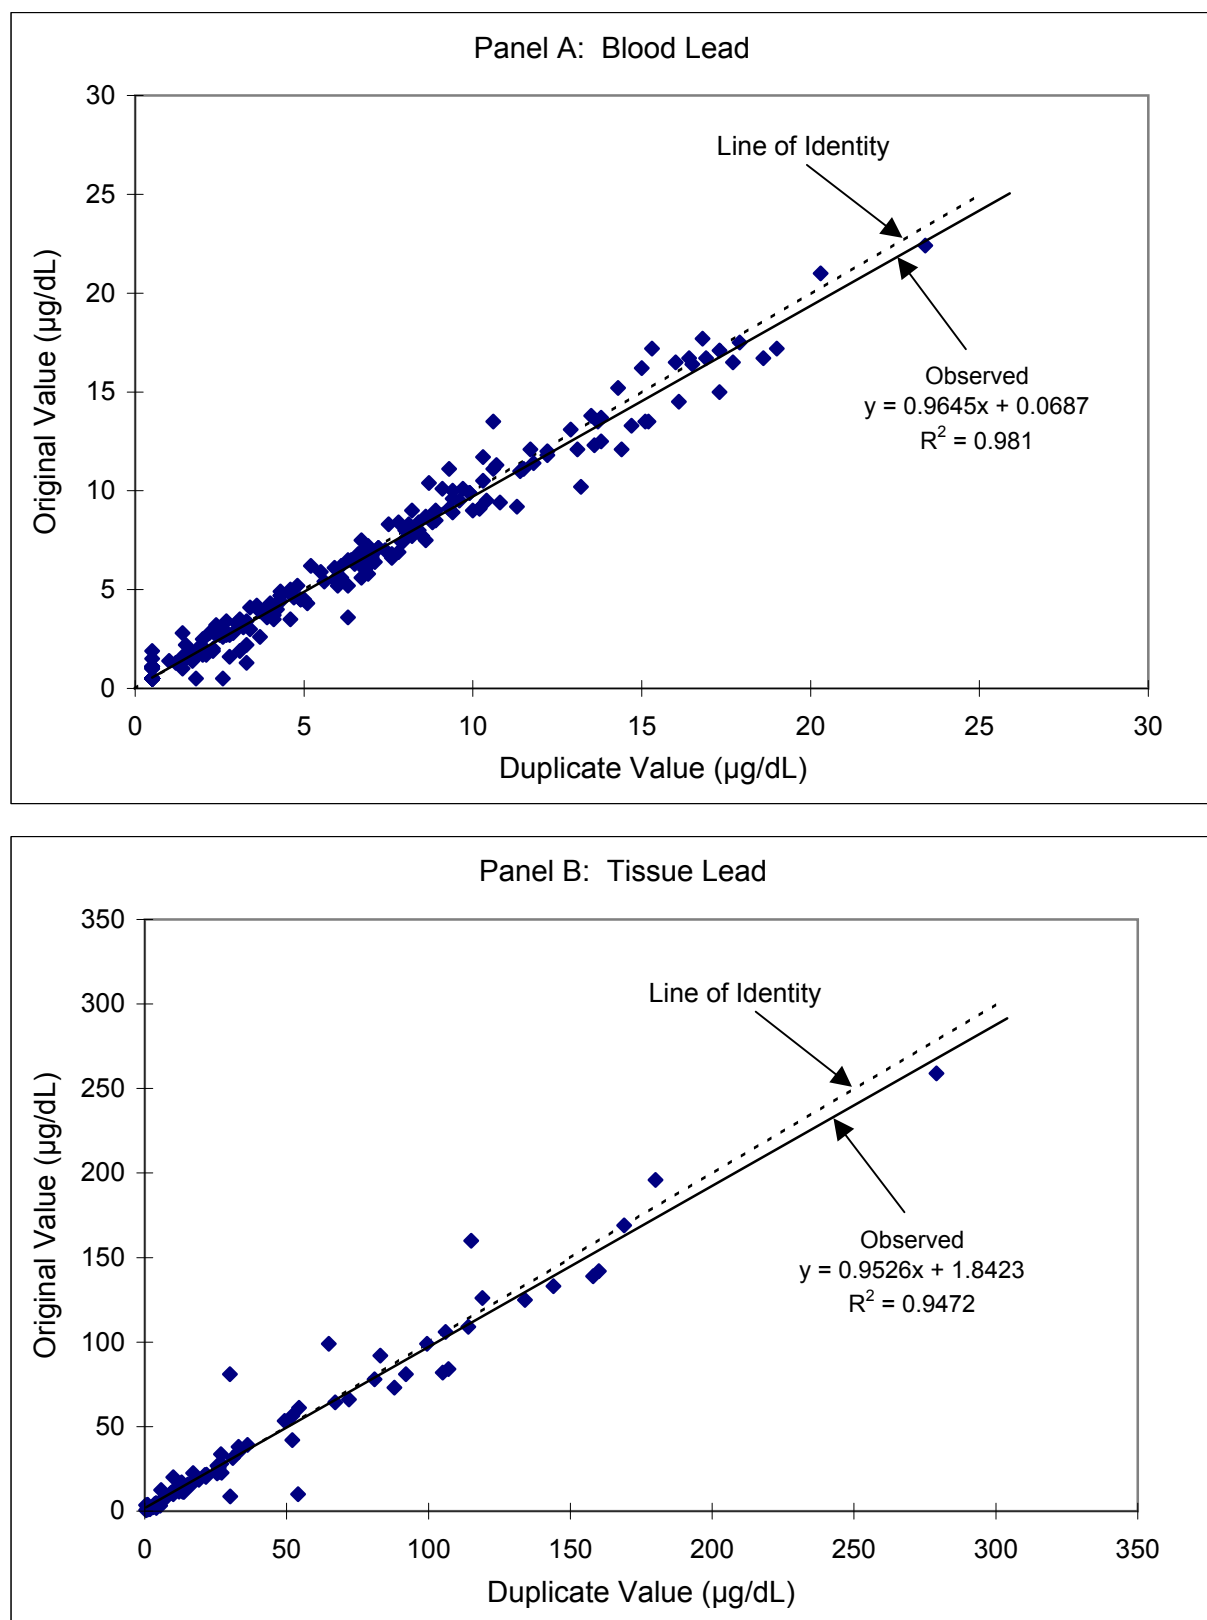 Panel A: Blood Lead
30
25
20
15
10
5
0
Original Value (µg/dL)
Line of Identity
Observed
y = 0.9645x + 0.0687
R² = 0.981
0 5 10 15 20 25 30
Duplicate Value (µg/dL)
Panel B: Tissue Lead
350
300
250
200
150
100
50
0
Original Value (µg/dL)
Line of Identity
Observed
y = 0.9526x + 1.8423
R² = 0.9472
0 50 100 150 200 250 300 350
Duplicate Value (µg/dL)